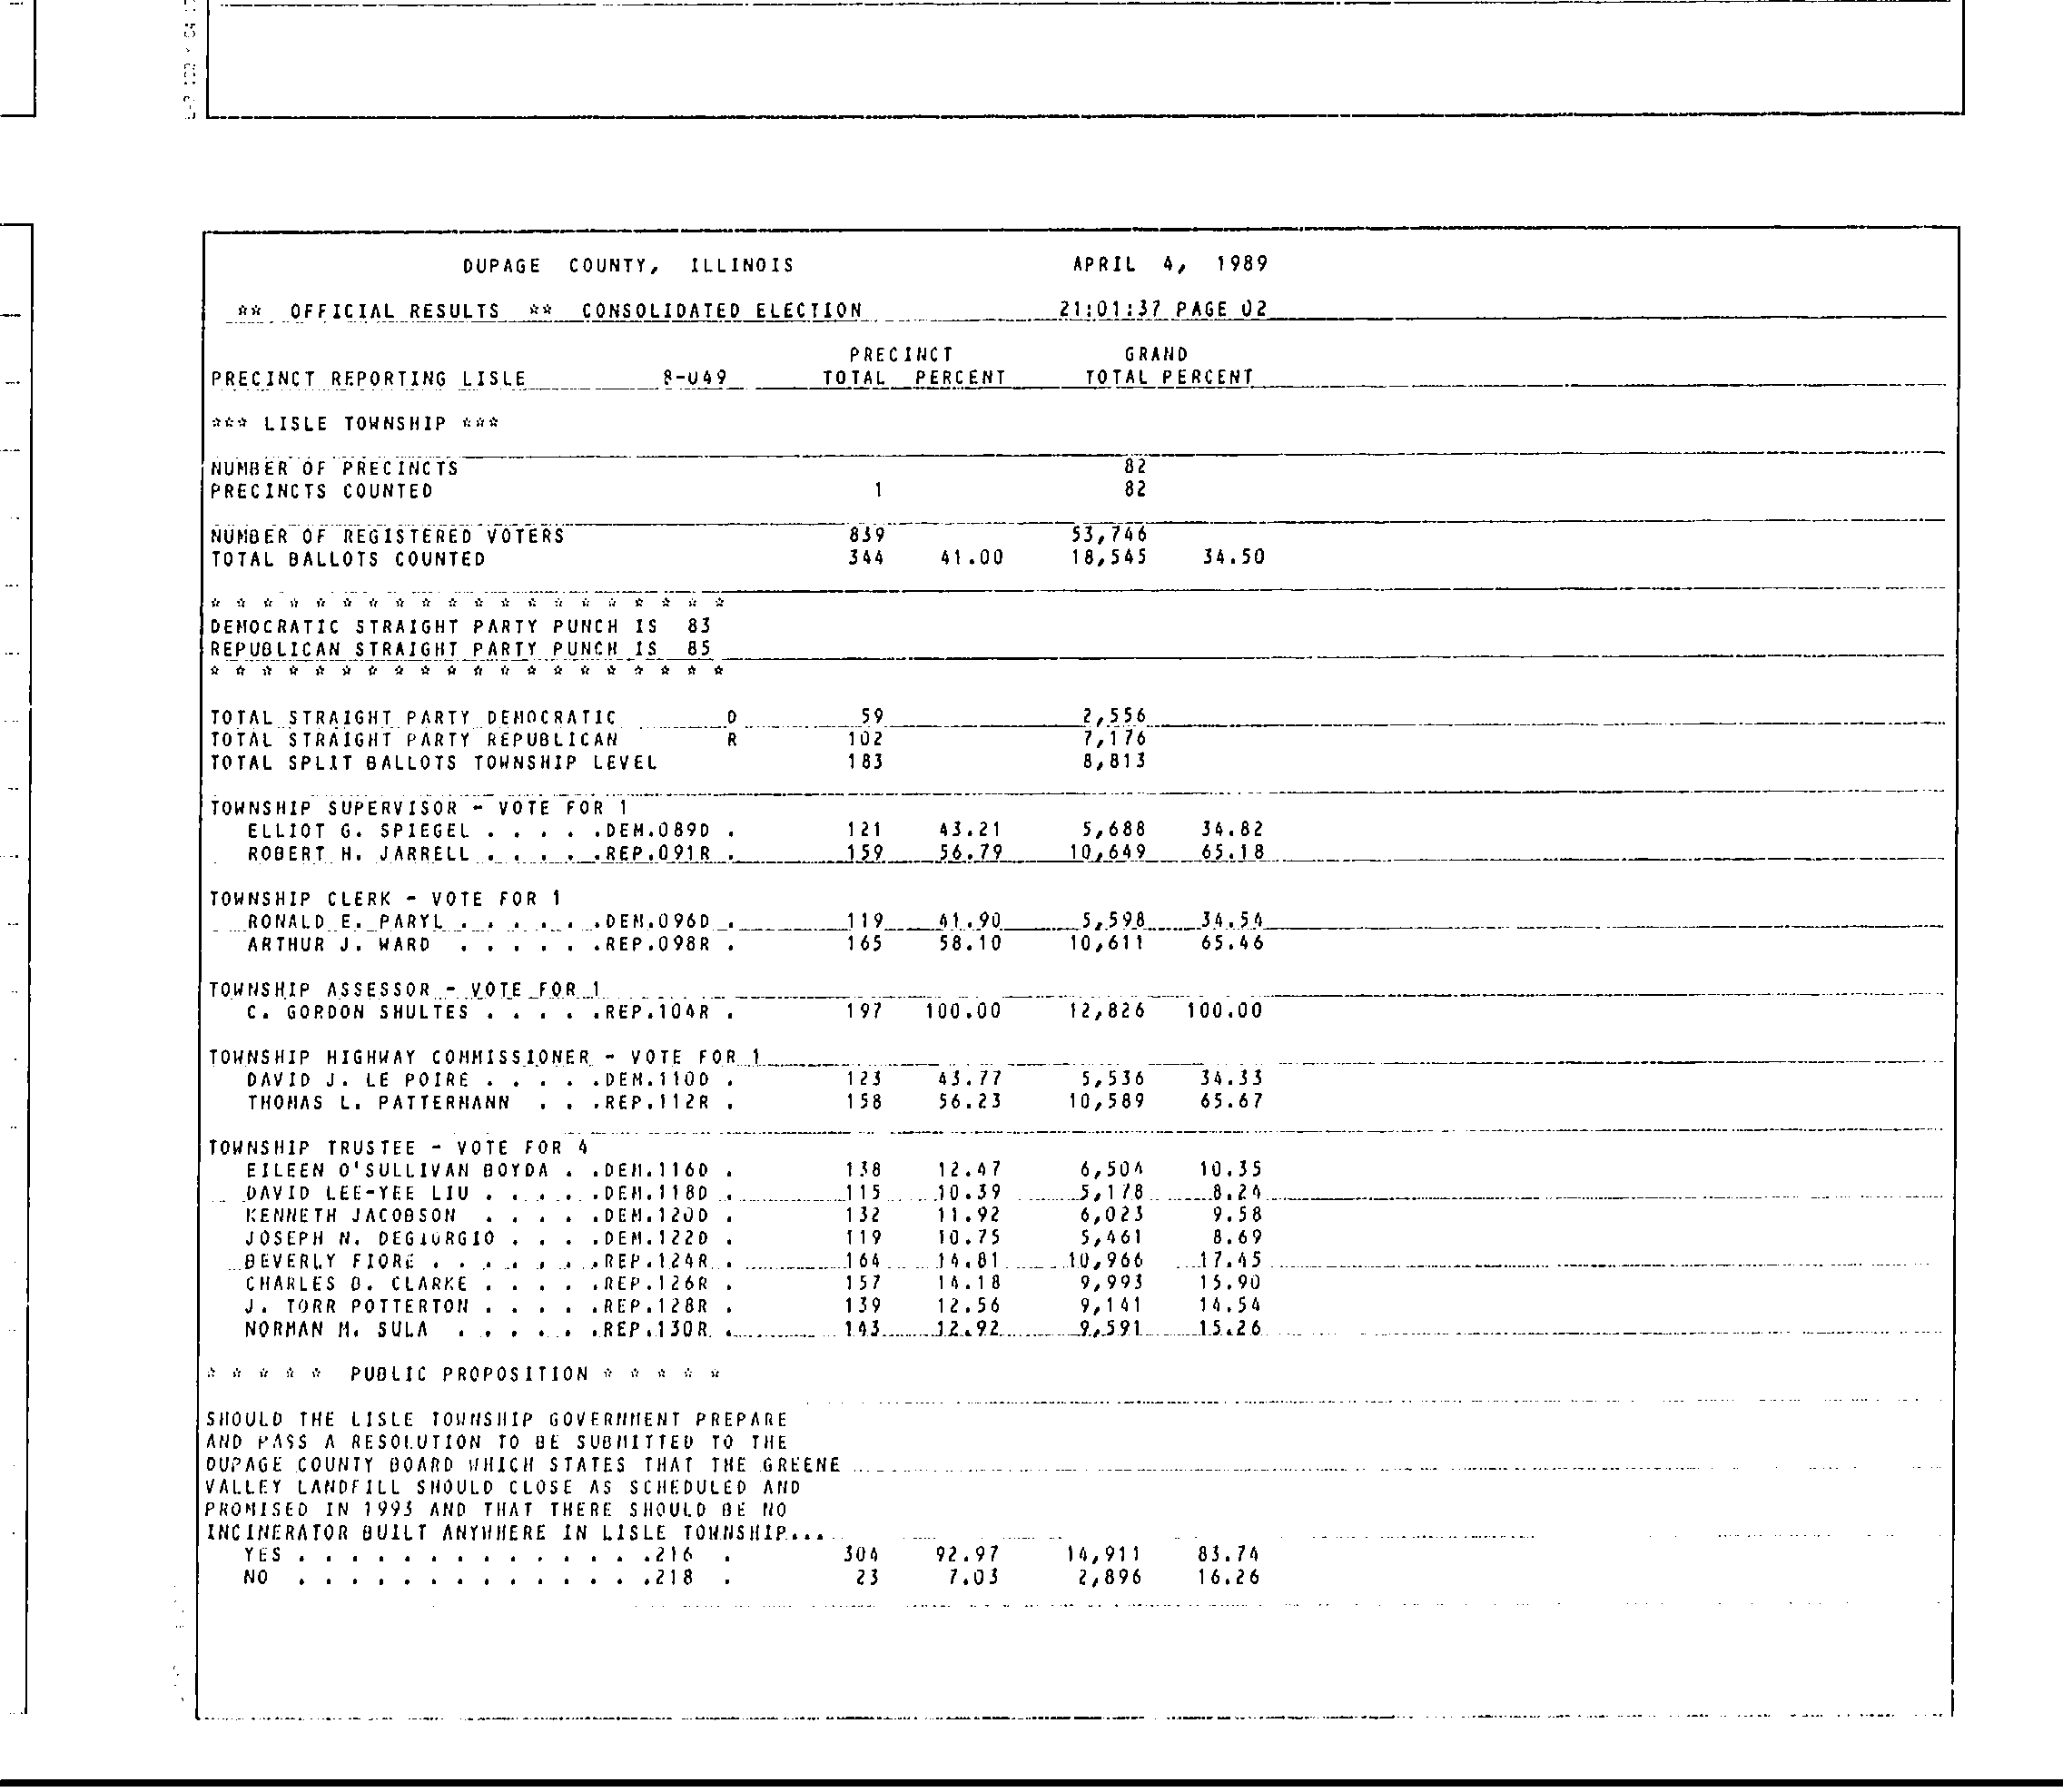 DUPAGE COUNTY, ILLINOIS APRIL 4, 1989
** OFFICIAL RESULTS ** CONSOLIDATED ELECTION 21:01:37 PAGE 02
PRECINCT GRAND
PRECINCT REPORTING LISLE 8-049 TOTAL PERCENT TOTAL PERCENT
*** LISLE TOWNSHIP ***
NUMBER OF PRECINCTS 82
PRECINCTS COUNTED 1 82
NUMBER OF REGISTERED VOTERS 839 53,746
TOTAL BALLOTS COUNTED 344 41.00 18,545 34.50
* * * * * * * * * * * * * * * * * * * *
DEMOCRATIC STRAIGHT PARTY PUNCH IS 83
REPUBLICAN STRAIGHT PARTY PUNCH IS 85
* * * * * * * * * * * * * * * * * * * *
TOTAL STRAIGHT PARTY DEMOCRATIC D 59 2,556
TOTAL STRAIGHT PARTY REPUBLICAN R 102 7,176
TOTAL SPLIT BALLOTS TOWNSHIP LEVEL 183 8,813
TOWNSHIP SUPERVISOR - VOTE FOR 1
ELLIOT G. SPIEGEL . . . . .DEM.089D . 121 43.21 5,688 34.82
ROBERT H. JARRELL . . . . .REP.091R . 159 56.79 10,649 65.18
TOWNSHIP CLERK - VOTE FOR 1
RONALD E. PARYL . . . . . .DEM.096D . 119 41.90 5,598 34.54
ARTHUR J. WARD . . . . . .REP.098R . 165 58.10 10,611 65.46
TOWNSHIP ASSESSOR - VOTE FOR 1
C. GORDON SHULTES . . . . .REP.104R . 197 100.00 12,826 100.00
TOWNSHIP HIGHWAY COMMISSIONER - VOTE FOR 1
DAVID J. LE POIRE . . . . .DEM.110D . 123 43.77 5,536 34.33
THOMAS L. PATTERMANN . . .REP.112R . 158 56.23 10,589 65.67
TOWNSHIP TRUSTEE - VOTE FOR 4
EILEEN O'SULLIVAN BOYDA . .DEM.116D . 138 12.47 6,504 10.35
DAVID LEE-YEE LIU . . . . .DEM.118D . 115 10.39 5,178 8.24
KENNETH JACOBSON . . . . .DEM.120D . 132 11.92 6,023 9.58
JOSEPH N. DEGIORGIO . . . .DEM.122D . 119 10.75 5,461 8.69
BEVERLY FIORE . . . . . . .REP.124R . 164 14.81 10,966 17.45
CHARLES B. CLARKE . . . . .REP.126R . 157 14.18 9,993 15.90
J. TORR POTTERTON . . . . .REP.128R . 139 12.56 9,141 14.54
NORMAN M. SULA . . . . . .REP.130R . 143 12.92 9,591 15.26
* * * * * PUBLIC PROPOSITION * * * * *
SHOULD THE LISLE TOWNSHIP GOVERNMENT PREPARE
AND PASS A RESOLUTION TO BE SUBMITTED TO THE
DUPAGE COUNTY BOARD WHICH STATES THAT THE GREENE
VALLEY LANDFILL SHOULD CLOSE AS SCHEDULED AND
PROMISED IN 1993 AND THAT THERE SHOULD BE NO
INCINERATOR BUILT ANYWHERE IN LISLE TOWNSHIP...
YES . . . . . . . . . . . . . .216 . 304 92.97 14,911 83.74
NO . . . . . . . . . . . . . .218 . 23 7.03 2,896 16.26